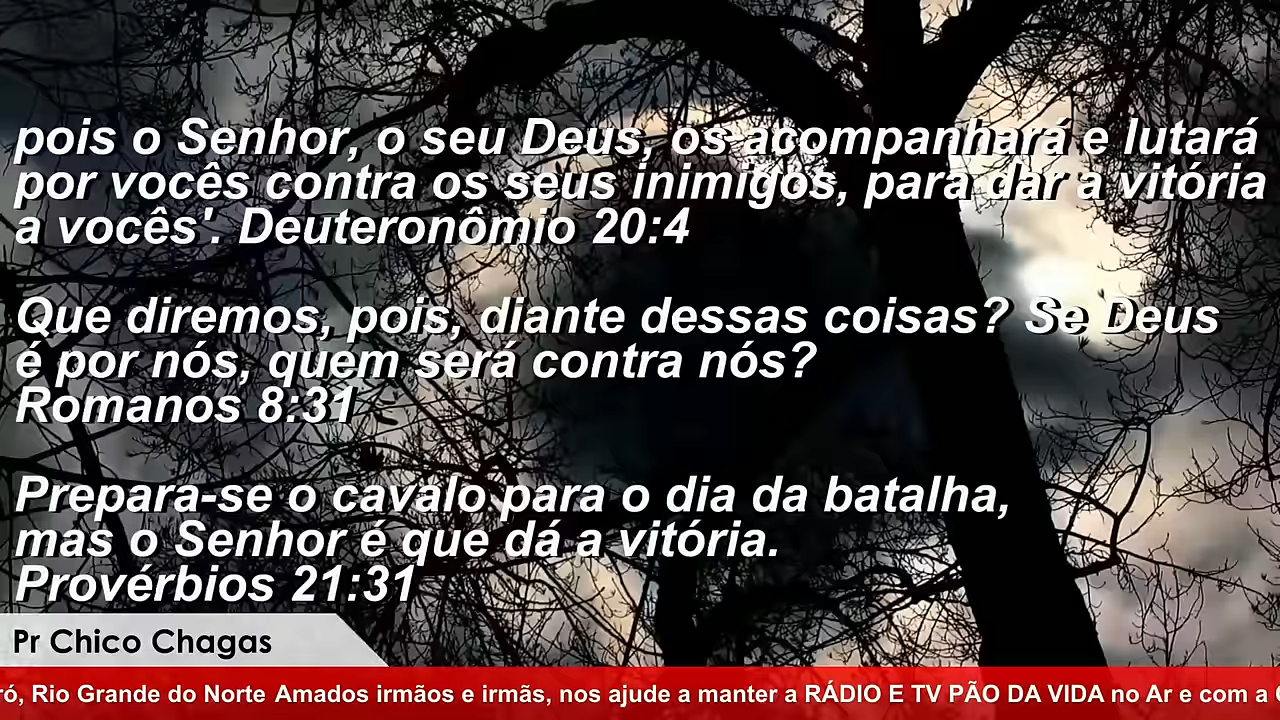 pois o Senhor, o seu Deus, os acompanhará e lutará
por vocês contra os seus inimigos, para dar a vitória
a vocês'. Deuteronômio 20:4
Que diremos, pois, diante dessas coisas? Se Deus
é por nós, quem será contra nós?
Romanos 8:31
Prepara-se o cavalo para o dia da batalha,
mas o Senhor é que dá a vitória.
Provérbios 21:31
Pr Chico Chagas
ró, Rio Grande do Norte Amados irmãos e irmãs, nos ajude a manter a RÁDIO E TV PÃO DA VIDA no Ar e com a